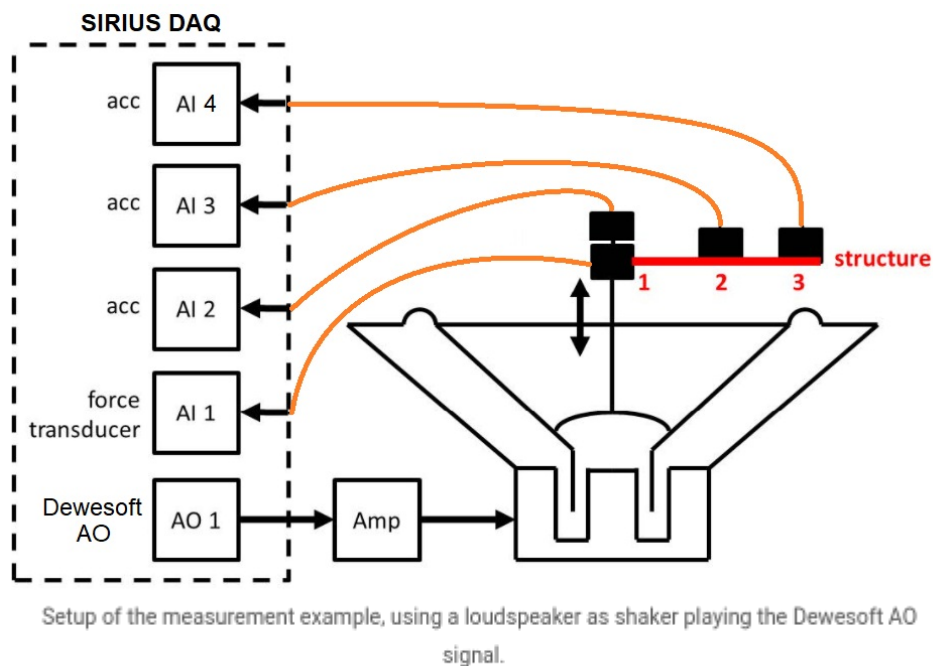 SIRIUS DAQ
acc
AI 4
acc
AI 3
structure
1
2
3
acc
AI 2
force
transducer
AI 1
Dewesoft
AO
AO 1
Amp
Setup of the measurement example, using a loudspeaker as shaker playing the Dewesoft AO
signal.